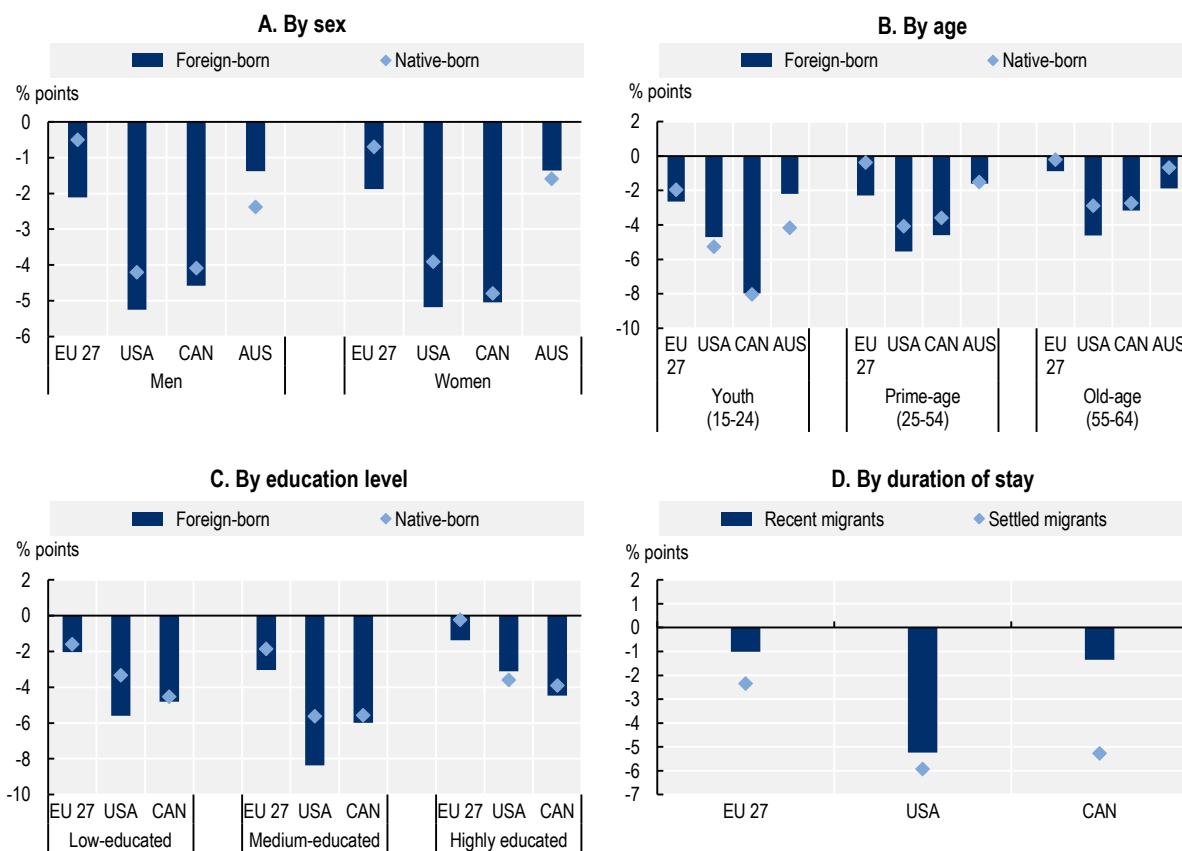 A. By sex
Foreign-born Native-born
% points
0
-1
-2
-3
-4
-5
-6
EU 27 USA CAN AUS EU 27 USA CAN AUS
Men Women
B. By age
Foreign-born Native-born
% points
2
0
-2
-4
-6
-8
-10
EU 27 USA CAN AUS EU 27 USA CAN AUS EU 27 USA CAN AUS
Youth Prime-age Old-age
(15-24) (25-54) (55-64)
C. By education level
Foreign-born Native-born
% points
2
0
-2
-4
-6
-8
-10
EU 27 USA CAN EU 27 USA CAN EU 27 USA CAN
Low-educated Medium-educated Highly educated
D. By duration of stay
Recent migrants Settled migrants
% points
2
1
0
-1
-2
-3
-4
-5
-6
-7
EU 27 USA CAN